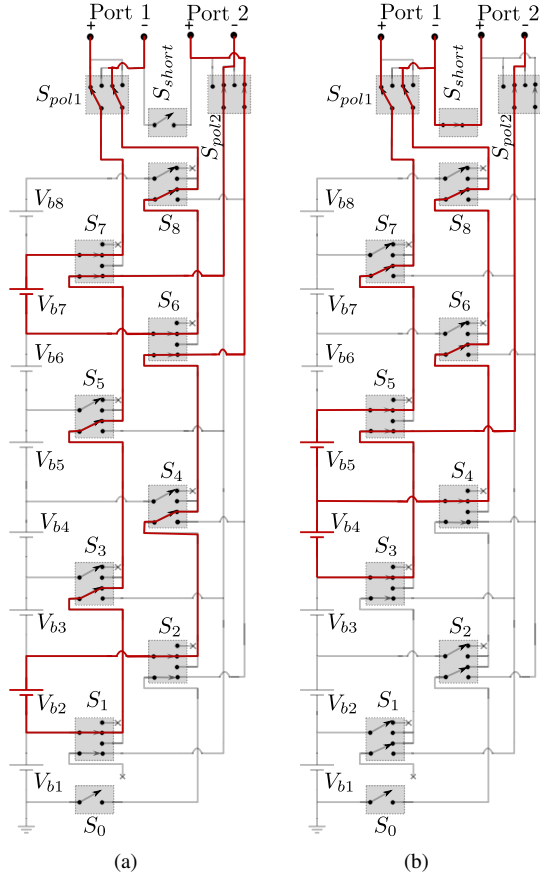 Port 1 Port 2 Port 1 Port 2
+ - + - + - + -
S_pol1 S_short S_pol2 S_pol1 S_short S_pol2
V_b8 S_8 V_b8 S_8
S_7 S_7
V_b7 S_6 V_b7 S_6
V_b6 V_b6
S_5 S_5
V_b5 S_4 V_b5 S_4
V_b4 V_b4
S_3 S_3
V_b3 S_2 V_b3 S_2
V_b2 S_1 V_b2 S_1
V_b1 V_b1
S_0 S_0
(a) (b)